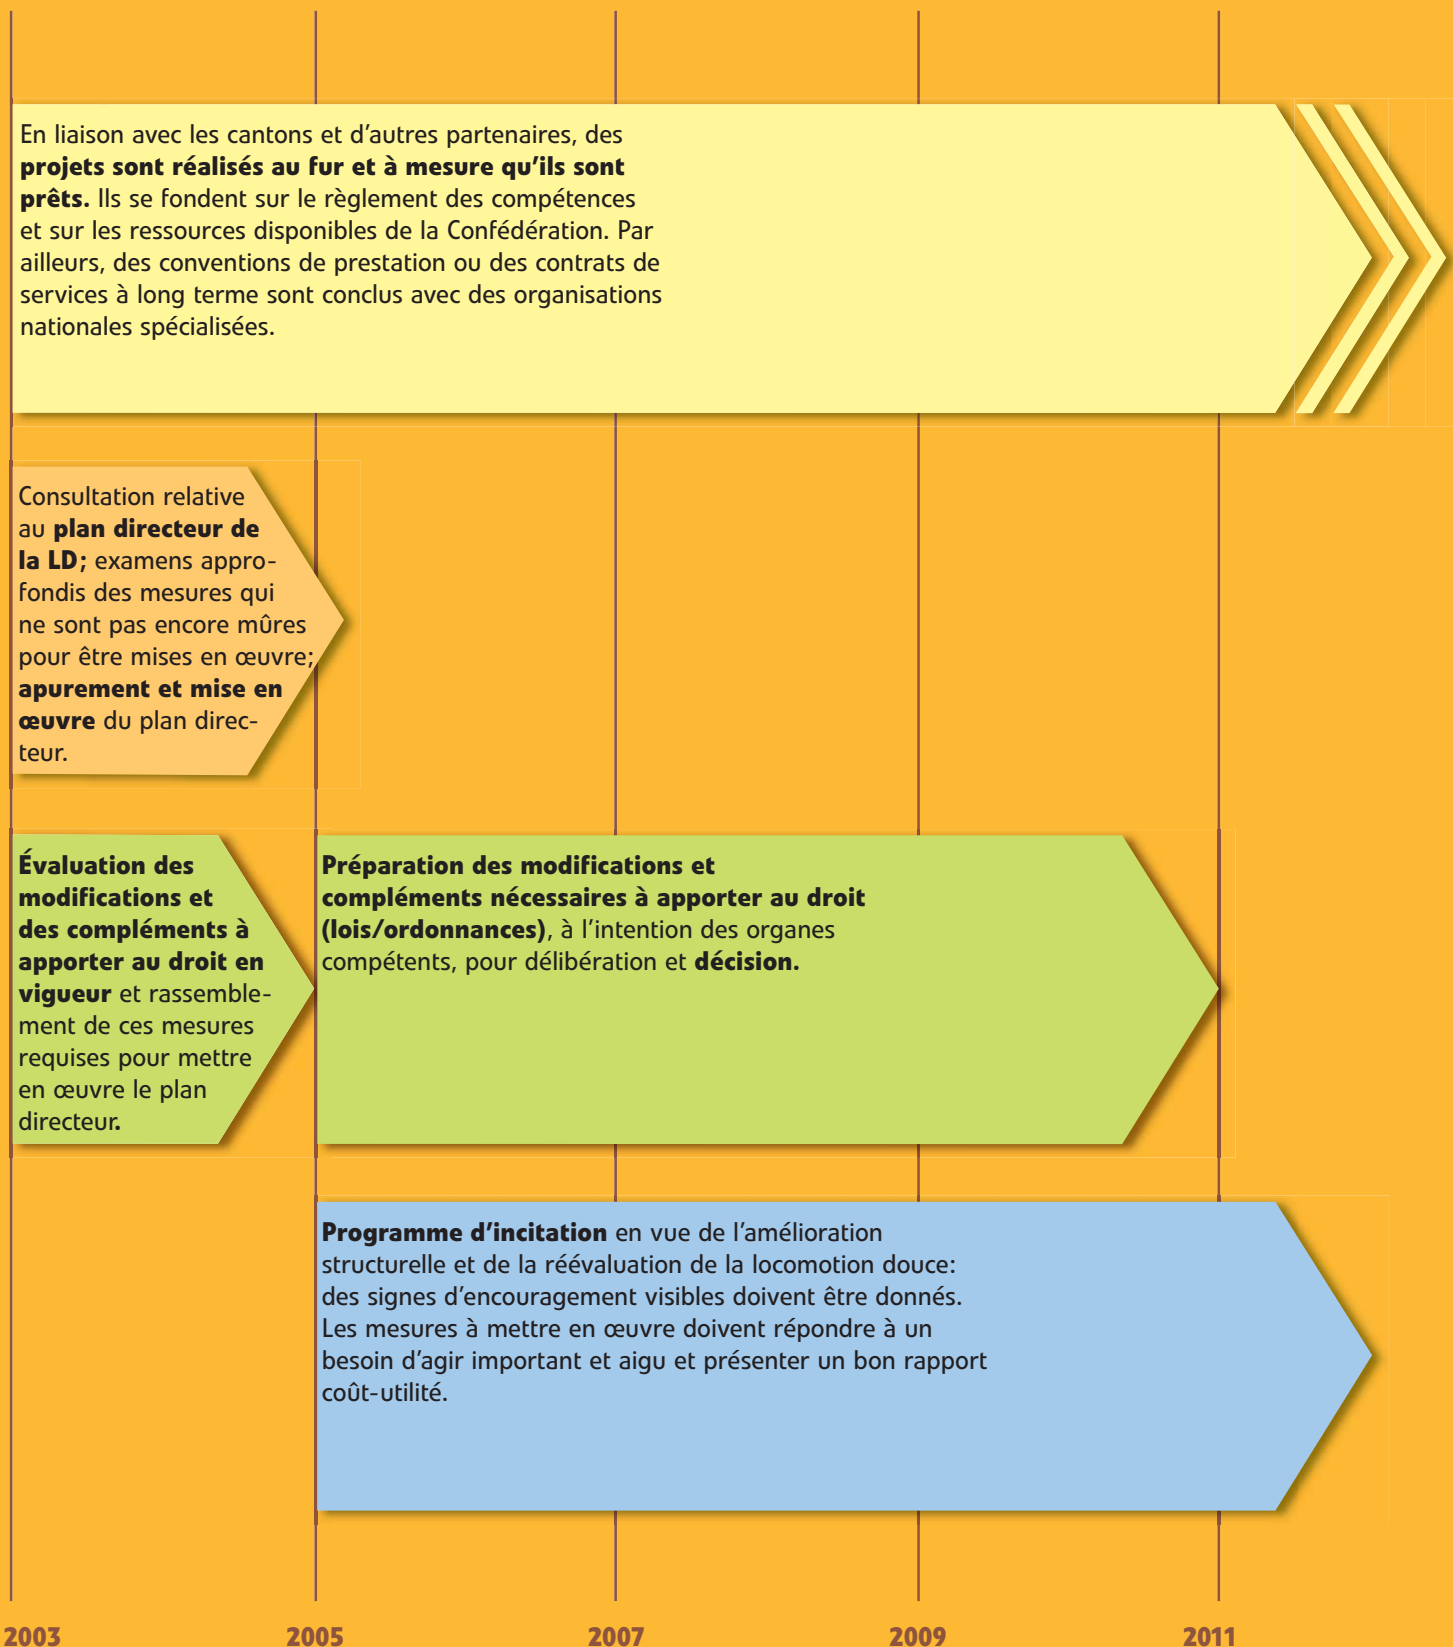 En liaison avec les cantons et d’autres partenaires, des
projets sont réalisés au fur et à mesure qu’ils sont
prêts. Ils se fondent sur le règlement des compétences
et sur les ressources disponibles de la Confédération. Par
ailleurs, des conventions de prestation ou des contrats de
services à long terme sont conclus avec des organisations
nationales spécialisées.
Consultation relative
au plan directeur de
la LD; examens appro-
fondis des mesures qui
ne sont pas encore mûres
pour être mises en œuvre;
apurement et mise en
œuvre du plan direc-
teur.
Évaluation des
modifications et
des compléments à
apporter au droit en
vigueur et rassemble-
ment de ces mesures
requises pour mettre
en œuvre le plan
directeur.
Préparation des modifications et
compléments nécessaires à apporter au droit
(lois/ordonnances), à l’intention des organes
compétents, pour délibération et décision.
Programme d’incitation en vue de l’amélioration
structurelle et de la réévaluation de la locomotion douce:
des signes d’encouragement visibles doivent être donnés.
Les mesures à mettre en œuvre doivent répondre à un
besoin d’agir important et aigu et présenter un bon rapport
coût-utilité.
2003 2005 2007 2009 2011